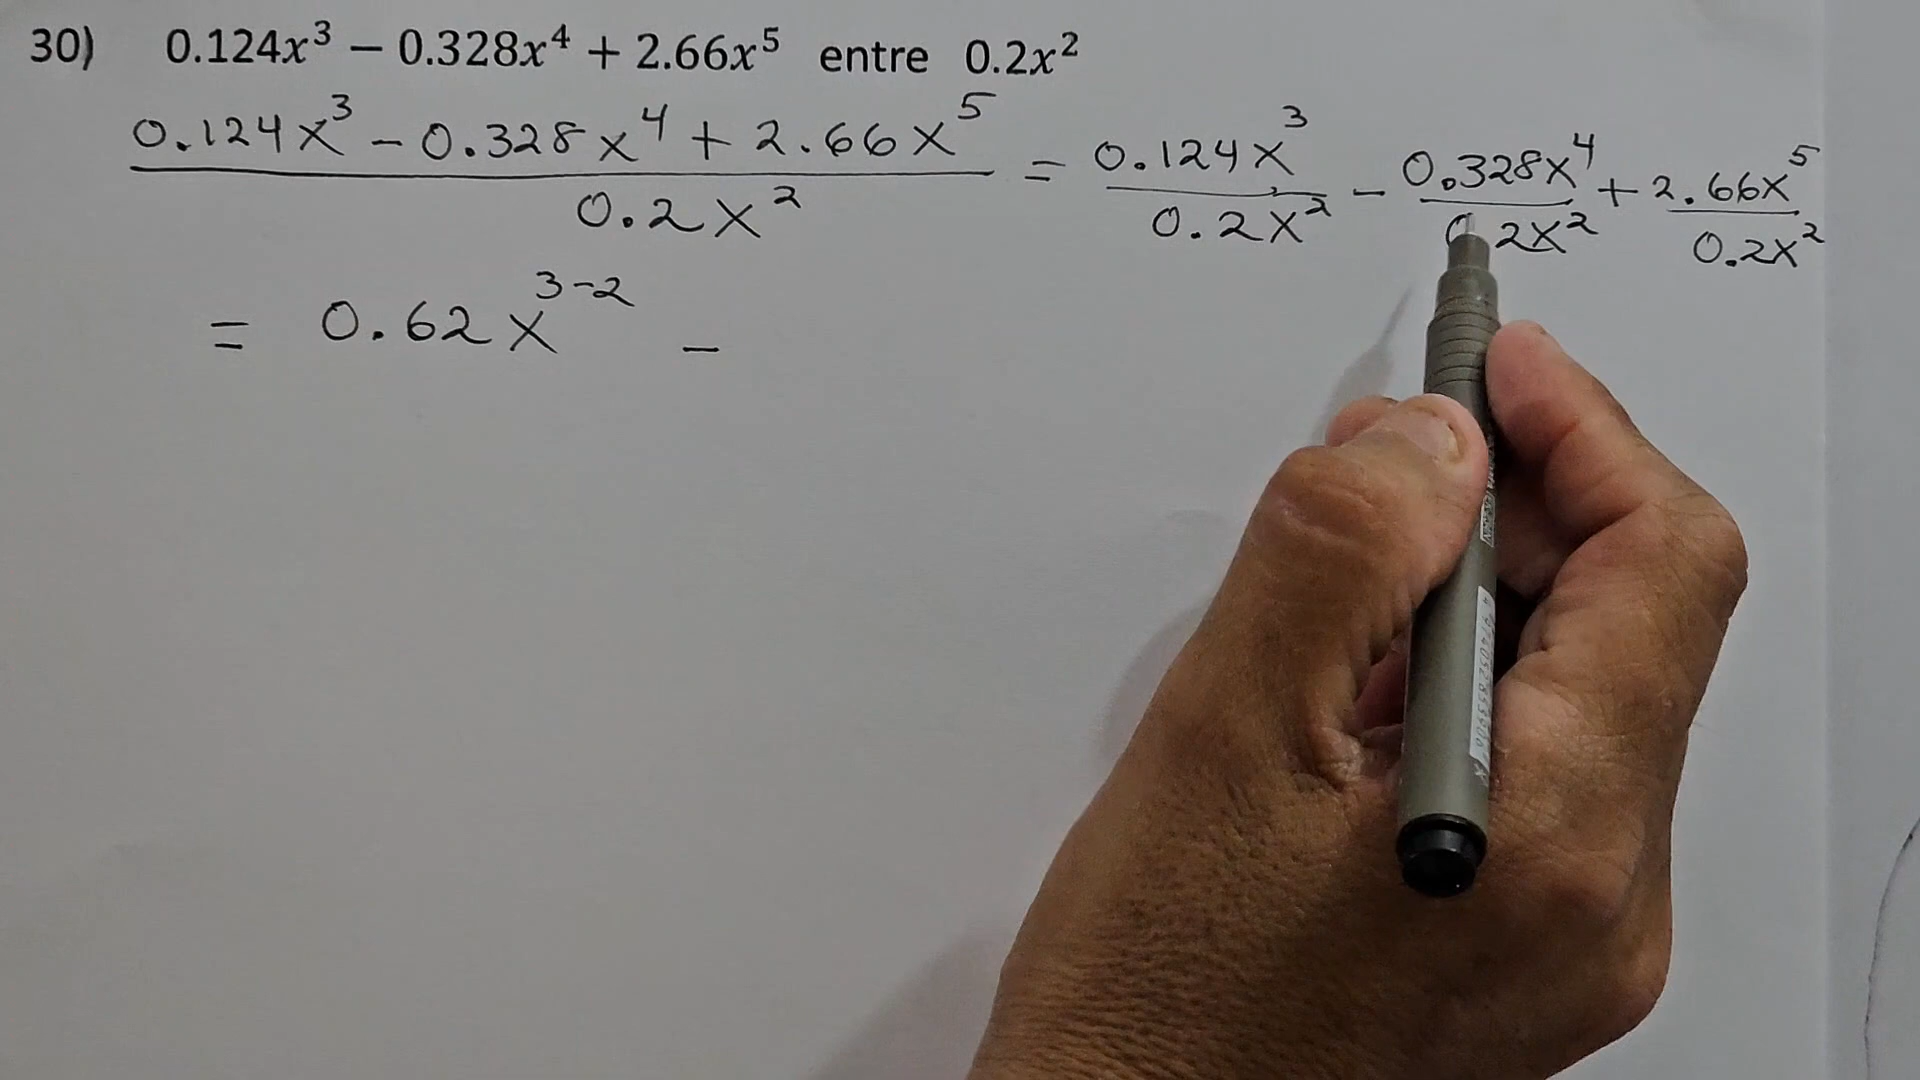 30) 0.124x³ − 0.328x⁴ + 2.66x⁵ entre 0.2x²
0.124x³ − 0.328x⁴ + 2.66x⁵ / 0.2x² = 0.124x³ / 0.2x² − 0.328x⁴ / 0.2x² + 2.66x⁵ / 0.2x²
= 0.62x³⁻² −